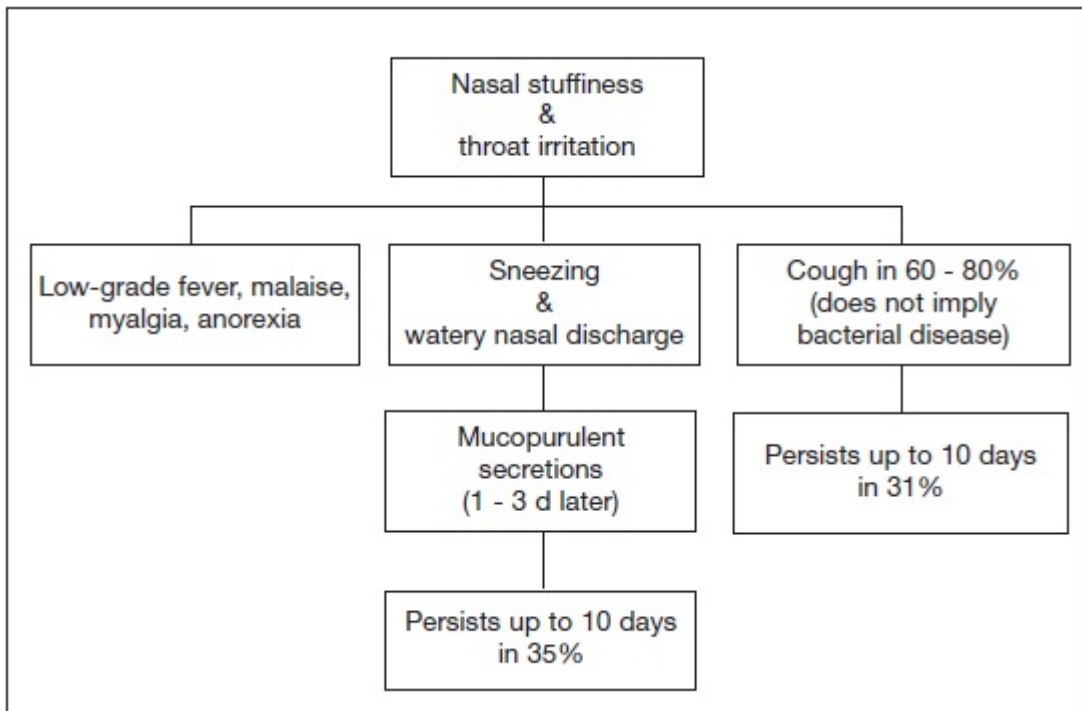 Nasal stuffiness
&
throat irritation
Low-grade fever, malaise,
myalgia, anorexia
Sneezing
&
watery nasal discharge
Cough in 60 - 80%
(does not imply
bacterial disease)
Mucopurulent
secretions
(1 - 3 d later)
Persists up to 10 days
in 31%
Persists up to 10 days
in 35%